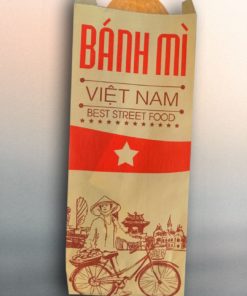 BÁNH MÌ
VIỆT NAM
BEST STREET FOOD